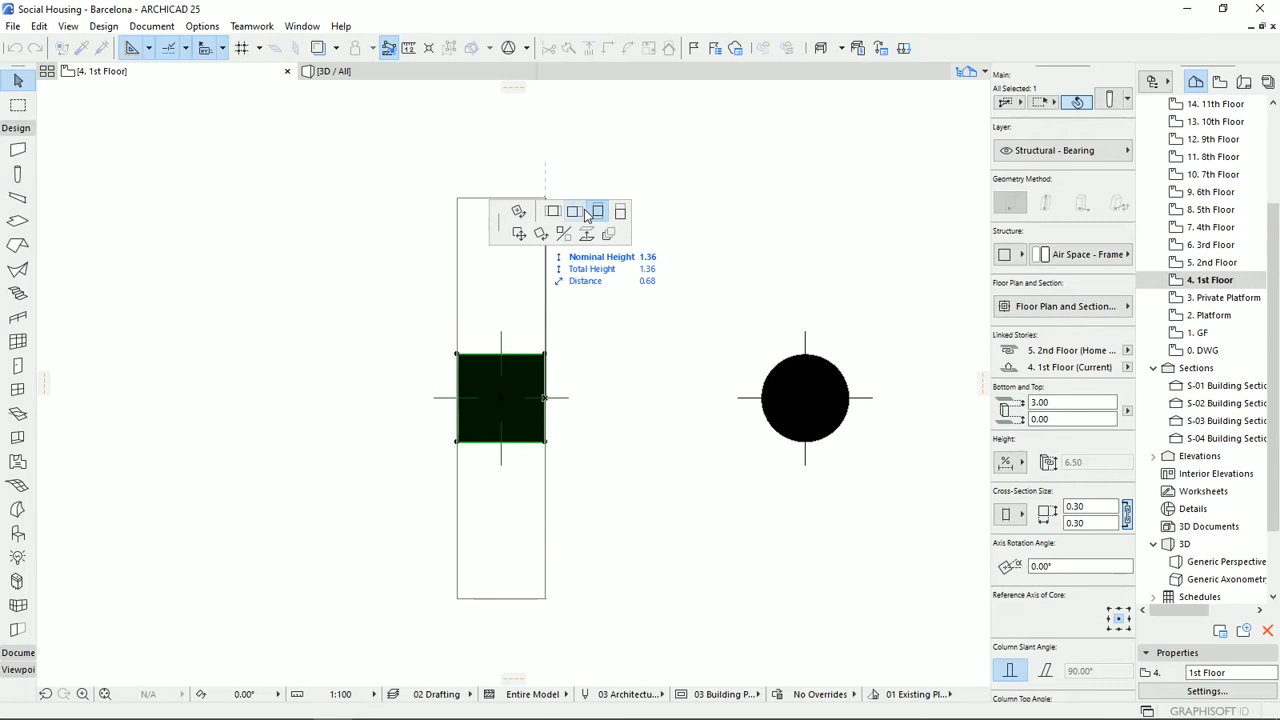 Social Housing - Barcelona - ARCHICAD 25
File Edit View Design Document Options Teamwork Window Help
[4. 1st Floor]
[3D / All]
Design
Docume
Viewpoi
Nominal Height 1.36
Total Height 1.36
Distance 0.68
Main:
All Selected: 1
Layer:
Structural - Bearing
Geometry Method:
Structure:
Air Space - Frame
Floor Plan and Section:
Floor Plan and Section...
Linked Stories:
5. 2nd Floor (Home ...
4. 1st Floor (Current)
Bottom and Top:
3.00
0.00
Height:
6.50
Cross-Section Size:
0.30
0.30
Axis Rotation Angle:
0.00°
Reference Axis of Core:
Column Slant Angle:
90.00°
Column Top Angle:
14. 11th Floor
13. 10th Floor
12. 9th Floor
11. 8th Floor
10. 7th Floor
9. 6th Floor
8. 5th Floor
7. 4th Floor
6. 3rd Floor
5. 2nd Floor
4. 1st Floor
3. Private Platform
2. Platform
1. GF
0. DWG
Sections
S-01 Building Section
S-02 Building Section
S-03 Building Section
S-04 Building Section
Elevations
Interior Elevations
Worksheets
Details
3D Documents
3D
Generic Perspective
Generic Axonometry
Schedules
Properties
4. 1st Floor
Settings...
GRAPHISOFT ID
N/A 0.00° 1:100 02 Drafting Entire Model 03 Architectu... 03 Building P... No Overrides 01 Existing Pl...